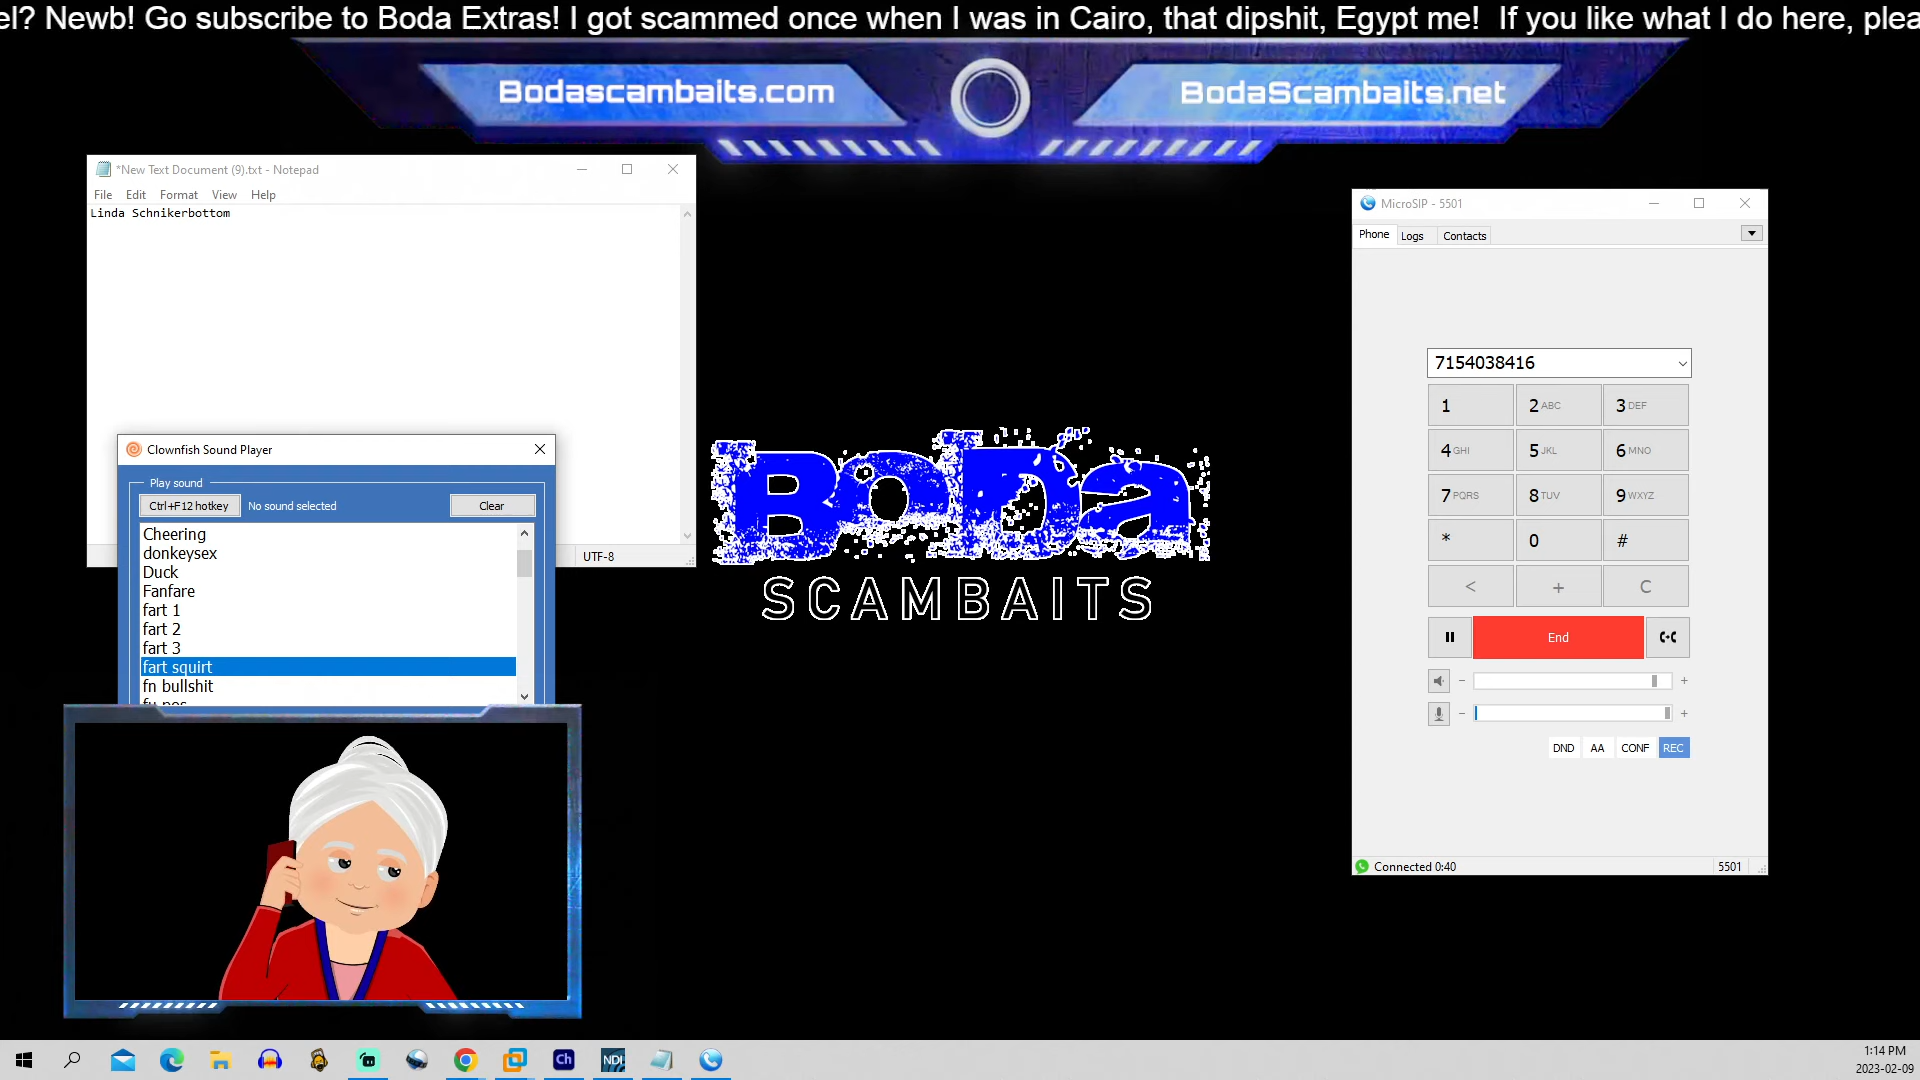 el? Newb! Go subscribe to Boda Extras! I got scammed once when I was in Cairo, that dipshit, Egypt me!  If you like what I do here, plea
Bodascambaits.com
BodaScambaits.net
*New Text Document (9).txt - Notepad
File Edit Format View Help
Linda Schnikerbottom
UTF-8
Clownfish Sound Player
Play sound
Ctrl+F12 hotkey No sound selected Clear
Cheering
donkeysex
Duck
Fanfare
fart 1
fart 2
fart 3
fart squirt
fn bullshit
BoDa
SCAMBAITS
MicroSIP - 5501
Phone Logs Contacts
7154038416
1 2 ABC 3 DEF
4 GHI 5 JKL 6 MNO
7 PQRS 8 TUV 9 WXYZ
* 0 #
< + C
End
− +
− +
DND AA CONF REC
Connected 0:40 5501
Ch NDI
1:14 PM
2023-02-09